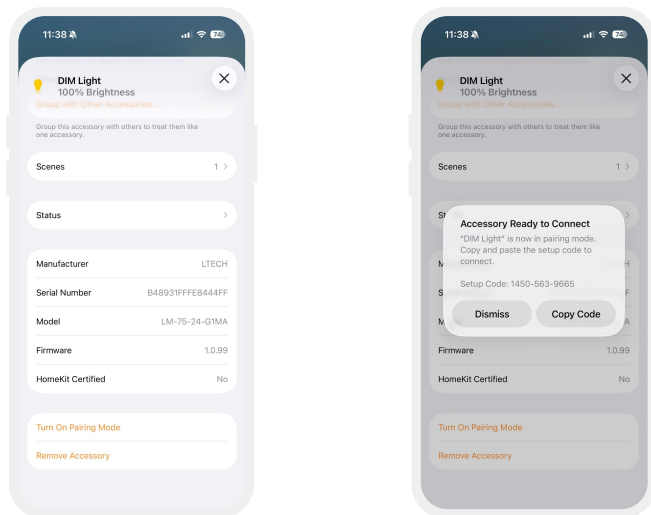 11:38
74
DIM Light
100% Brightness
Group with Other Accessories...
Group this accessory with others to treat them like
one accessory.
Scenes
1
Status
Manufacturer
LTECH
Serial Number
B48931FFFE8444FF
Model
LM-75-24-G1MA
Firmware
1.0.99
HomeKit Certified
No
Turn On Pairing Mode
Remove Accessory
11:38
74
DIM Light
100% Brightness
Group with Other Accessories...
Group this accessory with others to treat them like
one accessory.
Scenes
1
Accessory Ready to Connect
"DIM Light" is now in pairing mode.
Copy and paste the setup code to
connect.
Setup Code: 1450-563-9665
Dismiss
Copy Code
Firmware
1.0.99
HomeKit Certified
No
Turn On Pairing Mode
Remove Accessory